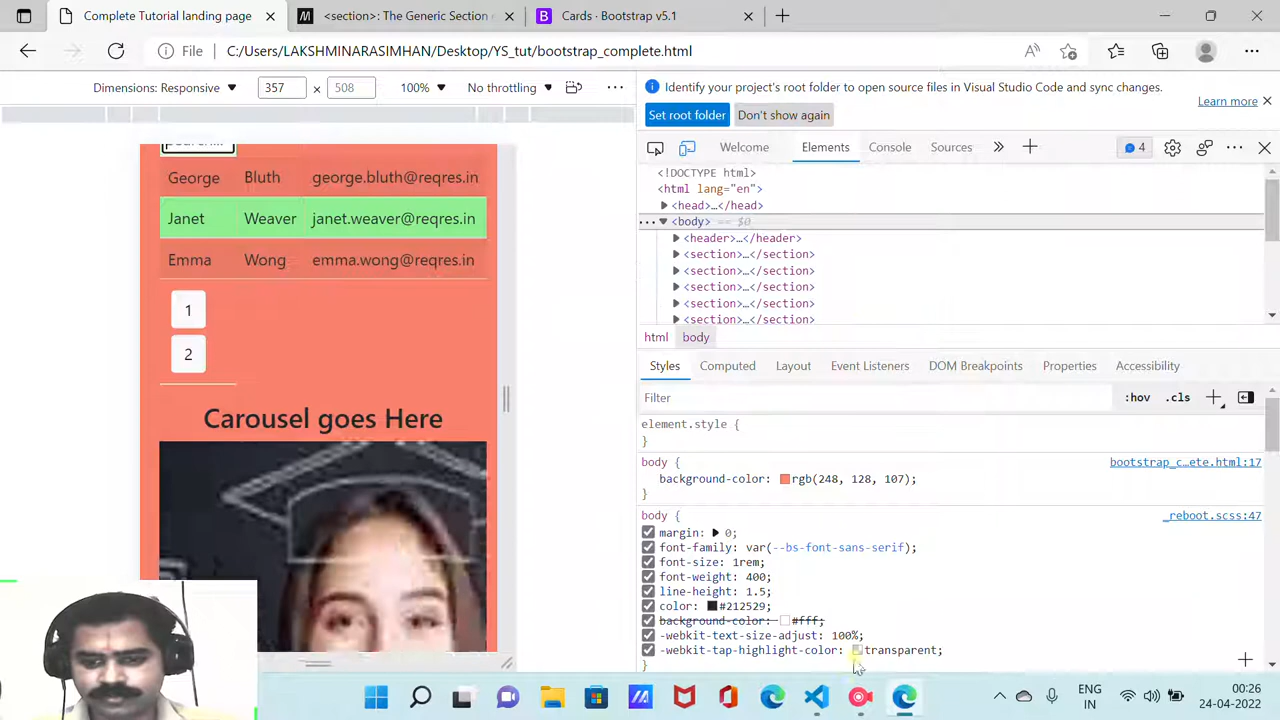 Complete Tutorial landing page
<section>: The Generic Section
Cards · Bootstrap v5.1
File
C:/Users/LAKSHMINARASIMHAN/Desktop/YS_tut/bootstrap_complete.html
Dimensions: Responsive
357
×
508
100%
No throttling
George Bluth george.bluth@reqres.in
Janet Weaver janet.weaver@reqres.in
Emma Wong emma.wong@reqres.in
1
2
Carousel goes Here
Identify your project's root folder to open source files in Visual Studio Code and sync changes.
Learn more
Set root folder
Don't show again
Welcome
Elements
Console
Sources
4
<!DOCTYPE html>
<html lang="en">
<head>…</head>
<body> == $0
<header>…</header>
<section>…</section>
<section>…</section>
<section>…</section>
<section>…</section>
<section>…</section>
html
body
Styles
Computed
Layout
Event Listeners
DOM Breakpoints
Properties
Accessibility
Filter
:hov
.cls
element.style {
}
body {
bootstrap_c…ete.html:17
background-color: rgb(248, 128, 107);
}
body {
_reboot.scss:47
margin: 0;
font-family: var(--bs-font-sans-serif);
font-size: 1rem;
font-weight: 400;
line-height: 1.5;
color: #212529;
background-color: #fff;
-webkit-text-size-adjust: 100%;
-webkit-tap-highlight-color: transparent;
}
ENG
IN
00:26
24-04-2022